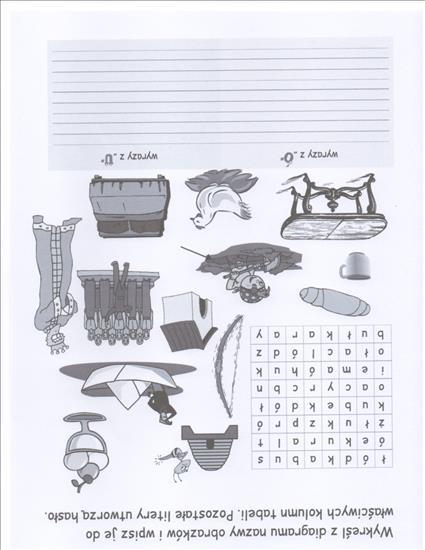 Wykreśl z diagramu nazwy obrazków i wpisz je do
właściwych kolumn tabeli. Pozostałe litery utworzą hasło.
ł ó d k a b u s
ó e k u r a l t
ż ł u k z p r ó
k u b e k d ó ł
o a c y r c b n
i e m a ó h u k
o ł a c l ó d z
b u ł k a r a y
wyrazy z „Ó”
wyrazy z „U”